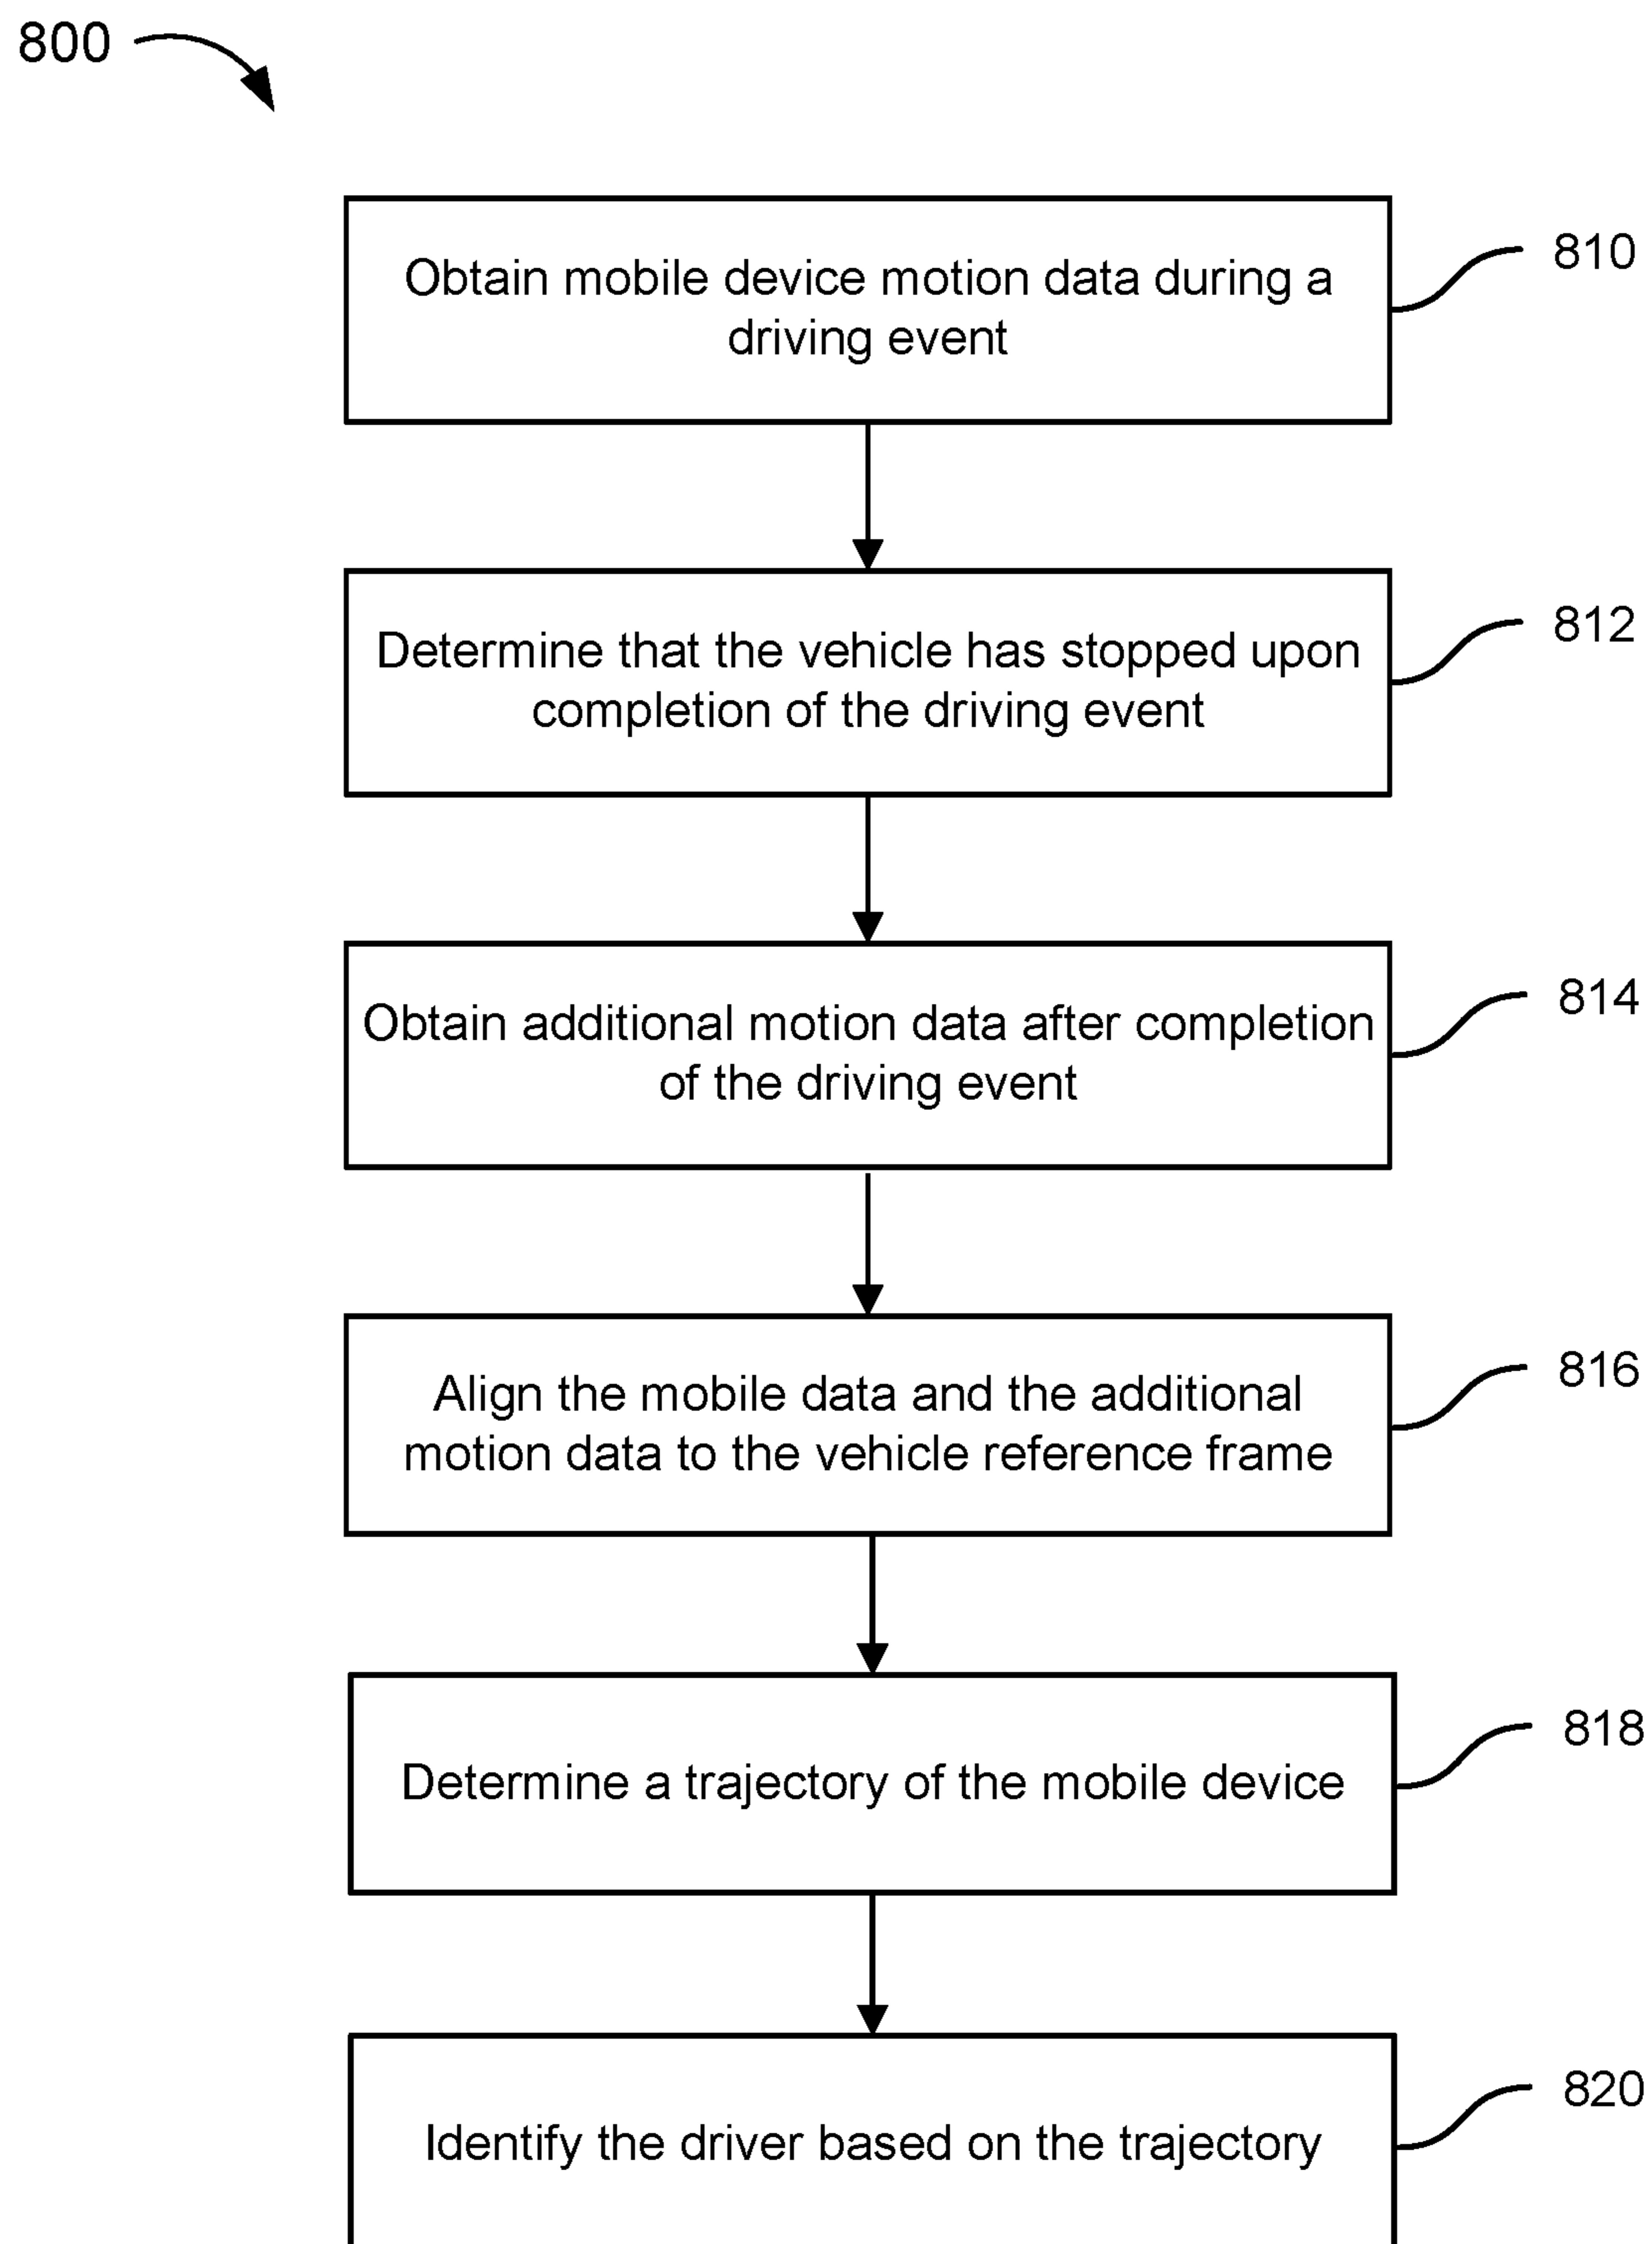 800
Obtain mobile device motion data during a
driving event
810
Determine that the vehicle has stopped upon
completion of the driving event
812
Obtain additional motion data after completion
of the driving event
814
Align the mobile data and the additional
motion data to the vehicle reference frame
816
Determine a trajectory of the mobile device
818
Identify the driver based on the trajectory
820